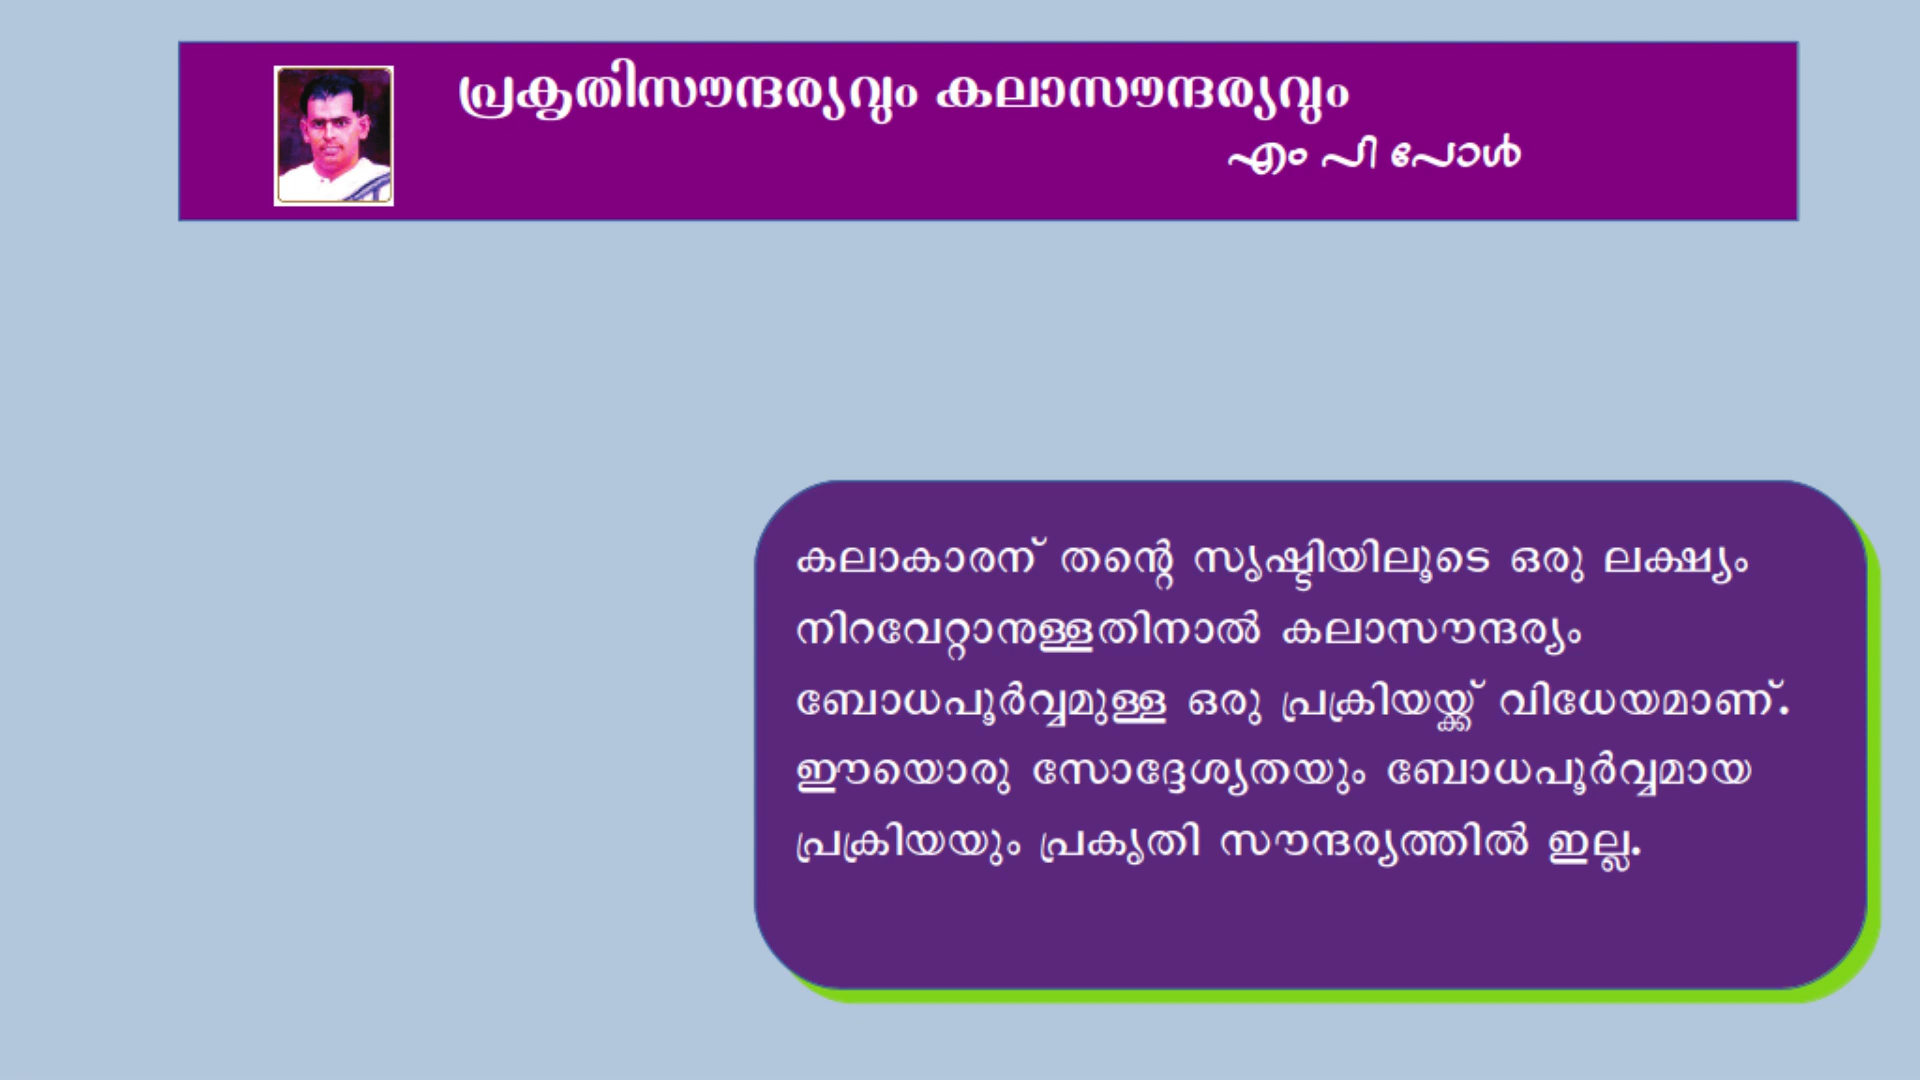 പ്രകൃതിസൗന്ദര്യവും കലാസൗന്ദര്യവും
എം പി പോൾ
കലാകാരന് തന്റെ സൃഷ്ടിയിലൂടെ ഒരു ലക്ഷ്യം
നിറവേറ്റാനുള്ളതിനാൽ കലാസൗന്ദര്യം
ബോധപൂർവ്വമുള്ള ഒരു പ്രക്രിയയ്ക്ക് വിധേയമാണ്.
ഈയൊരു സോദ്ദേശ്യതയും ബോധപൂർവ്വമായ
പ്രക്രിയയും പ്രകൃതി സൗന്ദര്യത്തിൽ ഇല്ല.